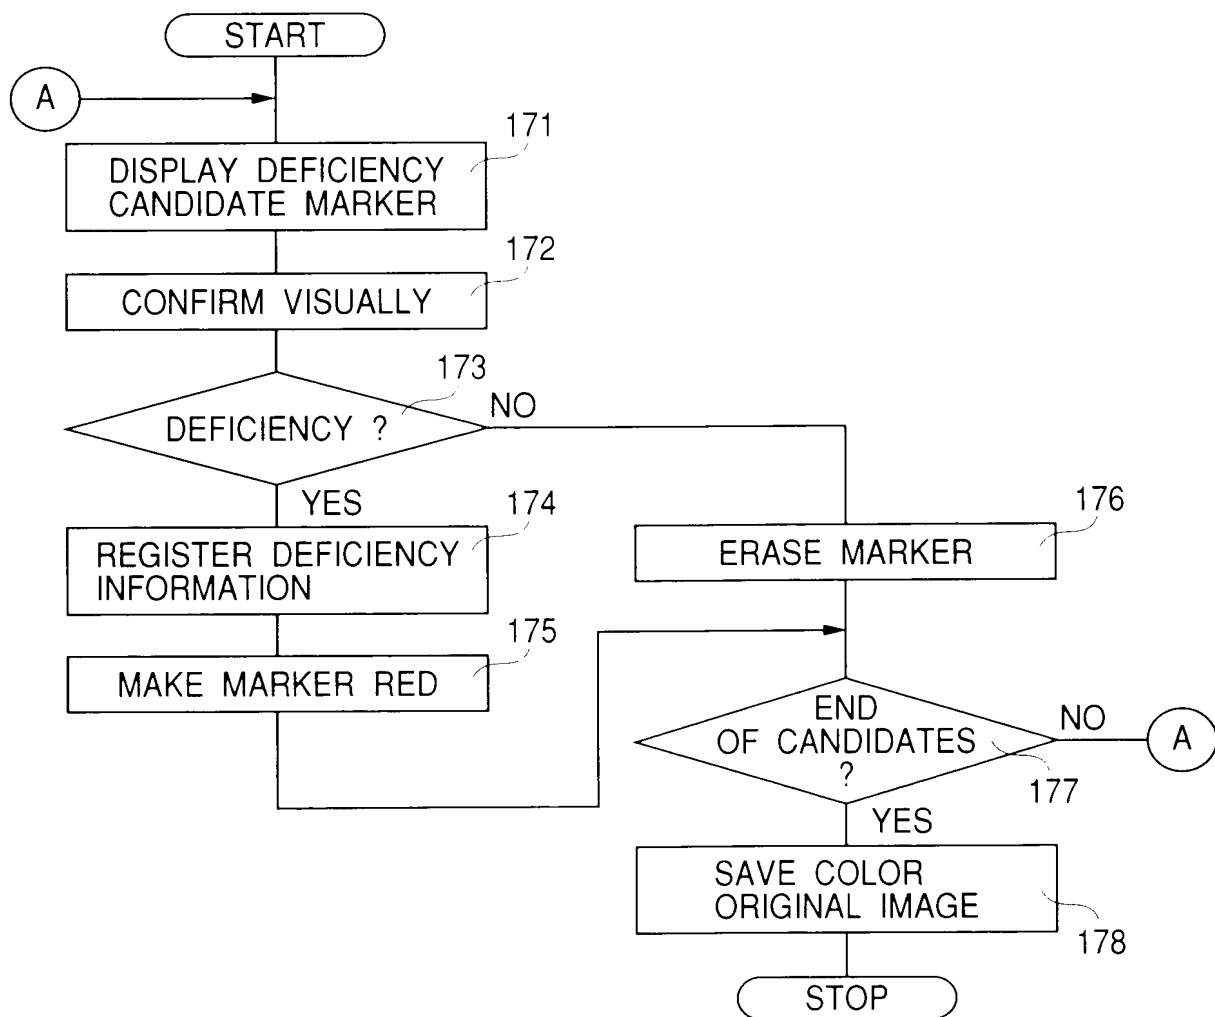 START
A
171
DISPLAY DEFICIENCY
CANDIDATE MARKER
172
CONFIRM VISUALLY
173
DEFICIENCY ?
NO
YES
174
REGISTER DEFICIENCY
INFORMATION
175
MAKE MARKER RED
176
ERASE MARKER
END
OF CANDIDATES
?
177
NO
A
YES
SAVE COLOR
ORIGINAL IMAGE
178
STOP